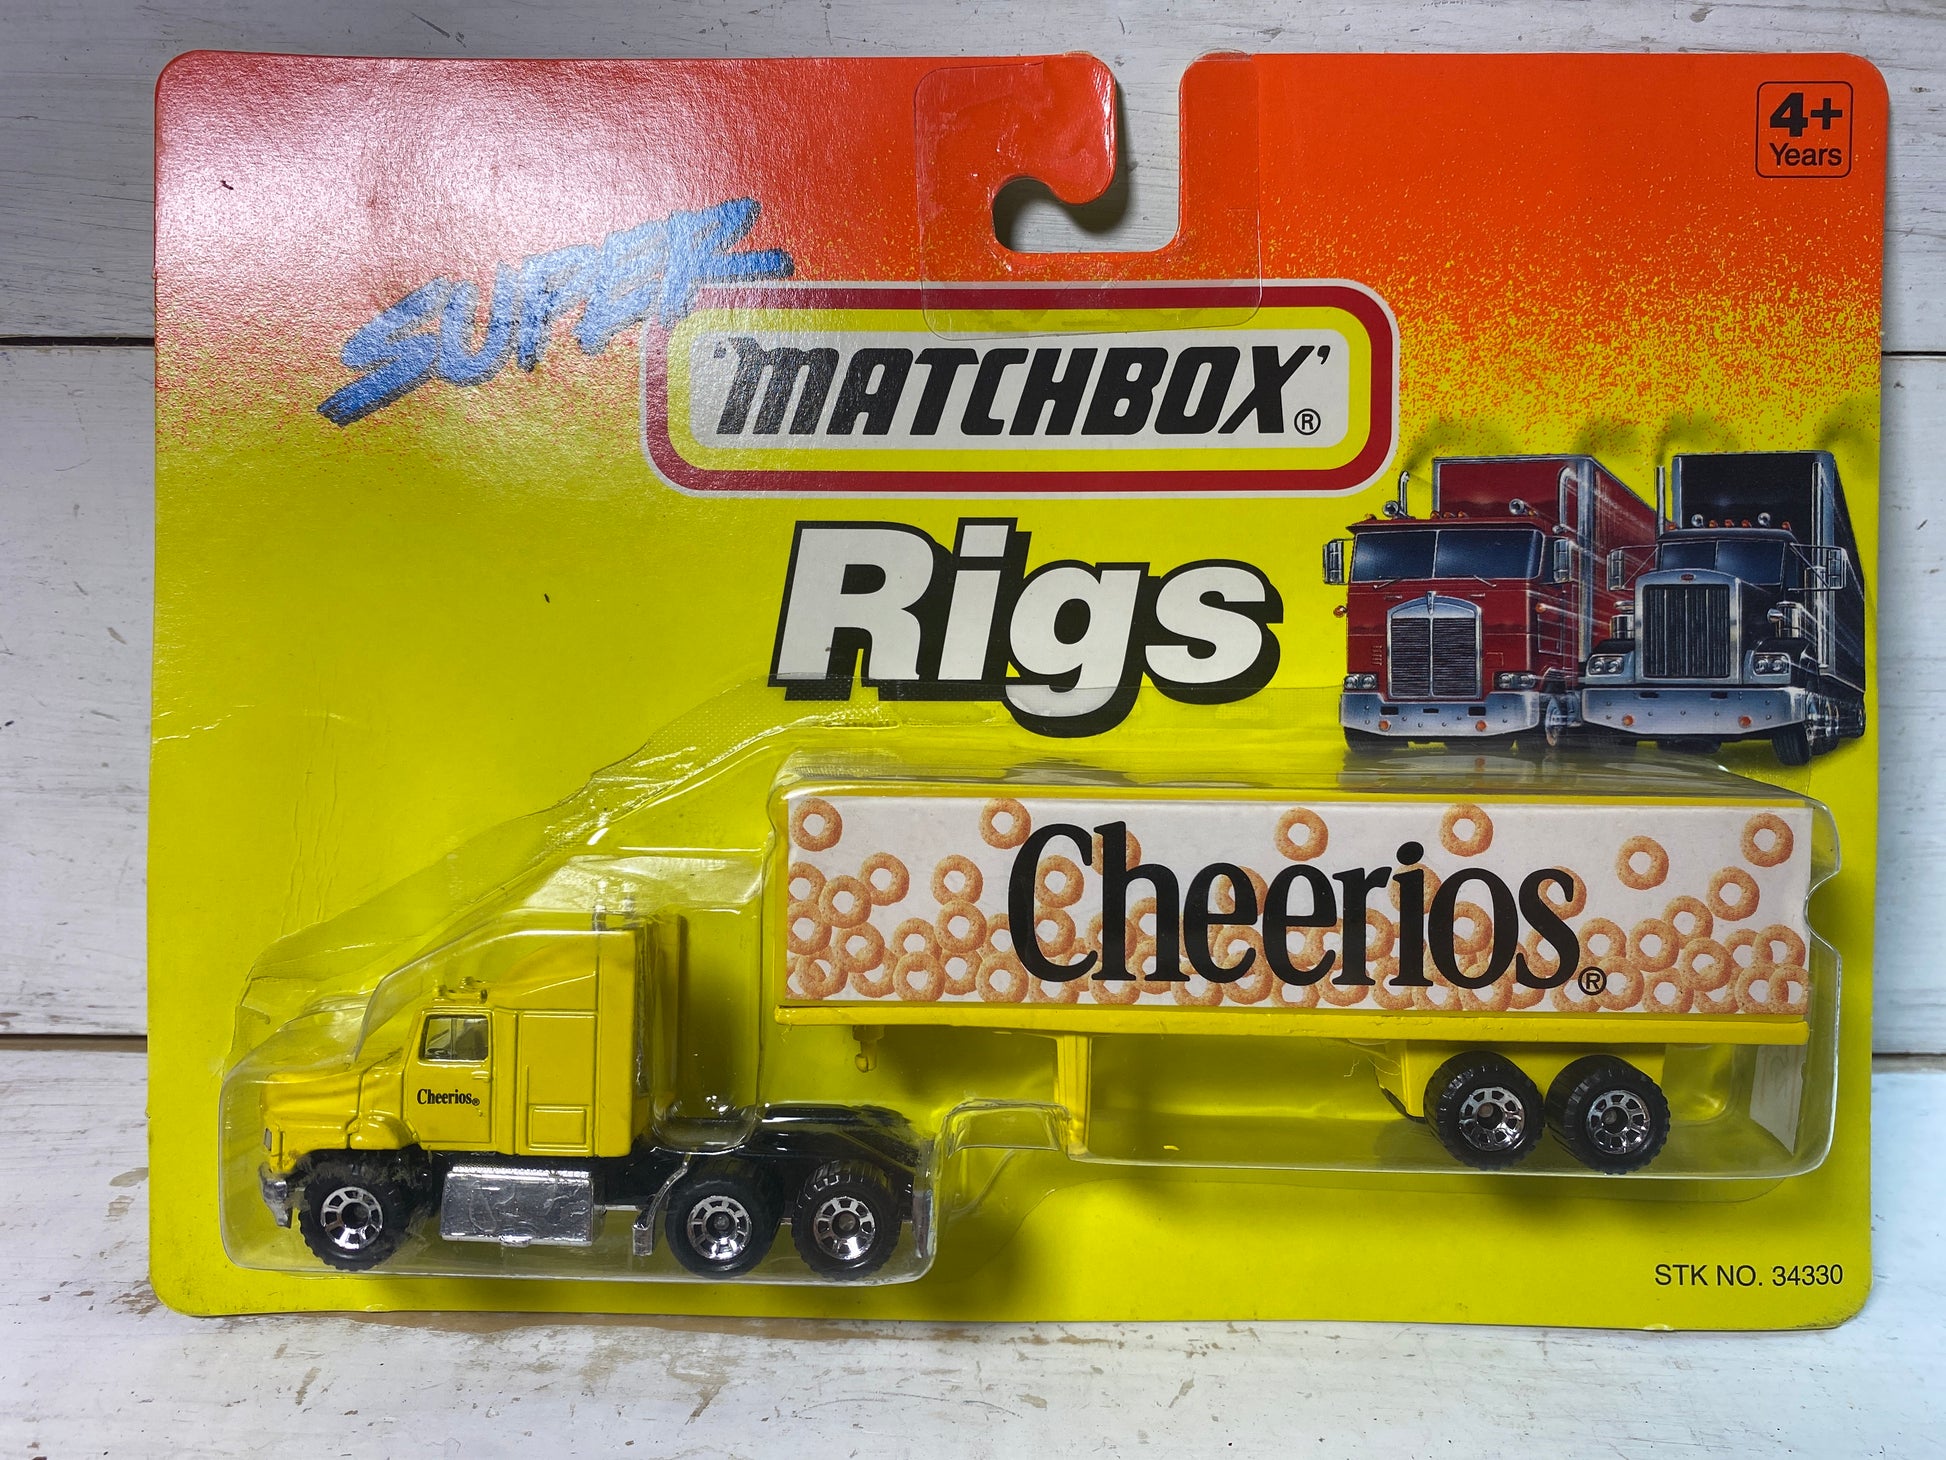 4+
Years
SUPER
'MATCHBOX'®
Rigs
Cheerios®
Cheerios®
STK NO. 34330